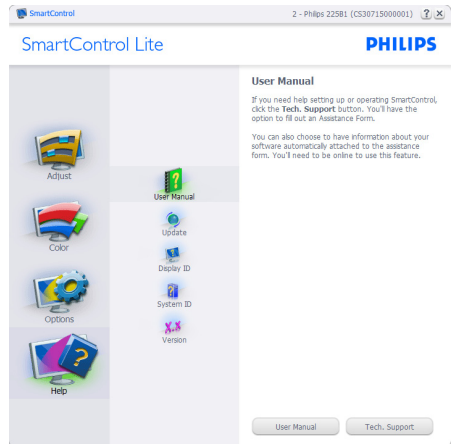 SmartControl
2 - Philips 225B1 (CS30715000001)
SmartControl Lite
PHILIPS
Adjust
Color
Options
Help
User Manual
Update
Display ID
System ID
X.X
Version
User Manual
If you need help setting up or operating SmartControl,
click the Tech. Support button. You'll have the
option to fill out an Assistance Form.
You can also choose to have information about your
software automatically attached to the assistance
form. You'll need to be online to use this feature.
User Manual
Tech. Support